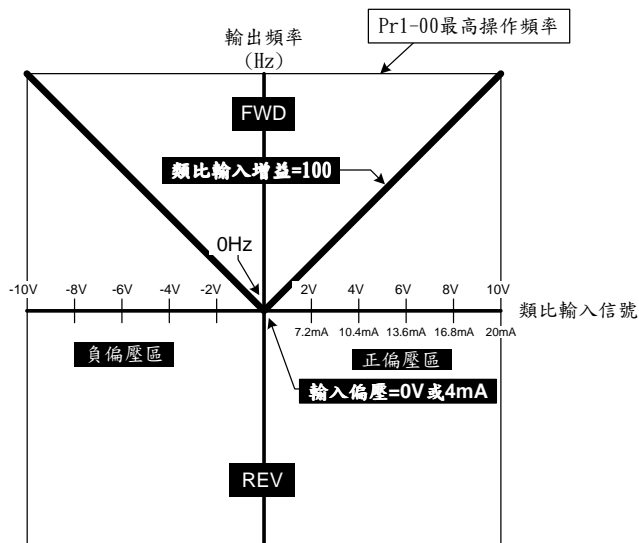 Pr1-00最高操作頻率
輸出頻率
(Hz)
FWD
類比輸入增益=100
0Hz
-10V -8V -6V -4V -2V 2V 4V 6V 8V 10V
類比輸入信號
7.2mA 10.4mA 13.6mA 16.8mA 20mA
負偏壓區
正偏壓區
輸入偏壓=0V或4mA
REV